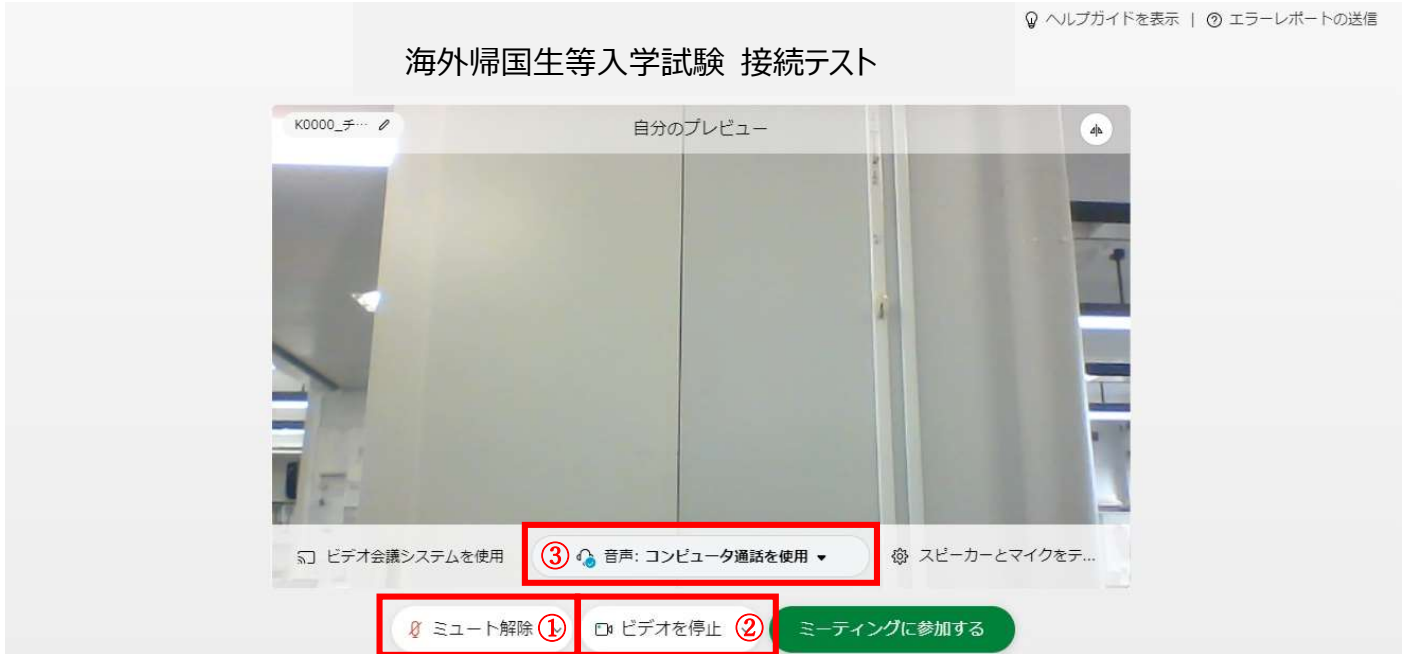 ヘルプガイドを表示 | エラーレポートの送信
海外帰国生等入学試験 接続テスト
K0000_チ…
自分のプレビュー
ビデオ会議システムを使用 ③ 音声: コンピュータ通話を使用 スピーカーとマイクをテ...
ミュート解除 ① ビデオを停止 ② ミーティングに参加する